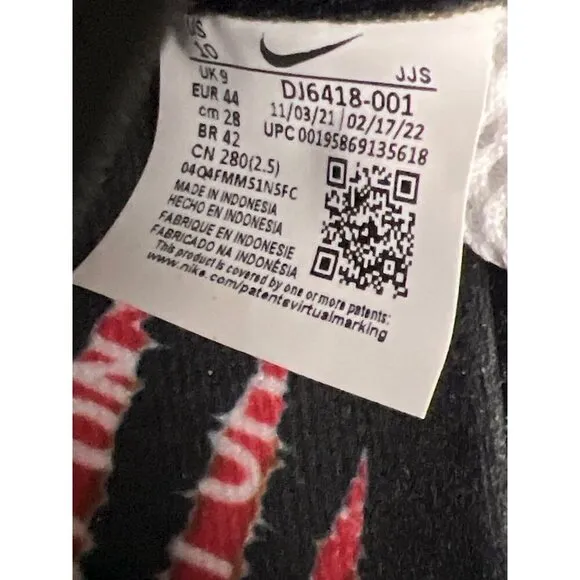 US
10
UK 9
EUR 44
cm 28
BR 42
CN 280(2.5)
04Q4FMM51N5FC
MADE IN INDONESIA
HECHO EN INDONESIA
FABRIQUE EN INDONESIE
FABRICADO NA INDONÉSIA
This product is covered by one or more patents:
www.nike.com/patentsvirtualmarking
JJS
DJ6418-001
11/03/21 | 02/17/22
UPC 00195869135618